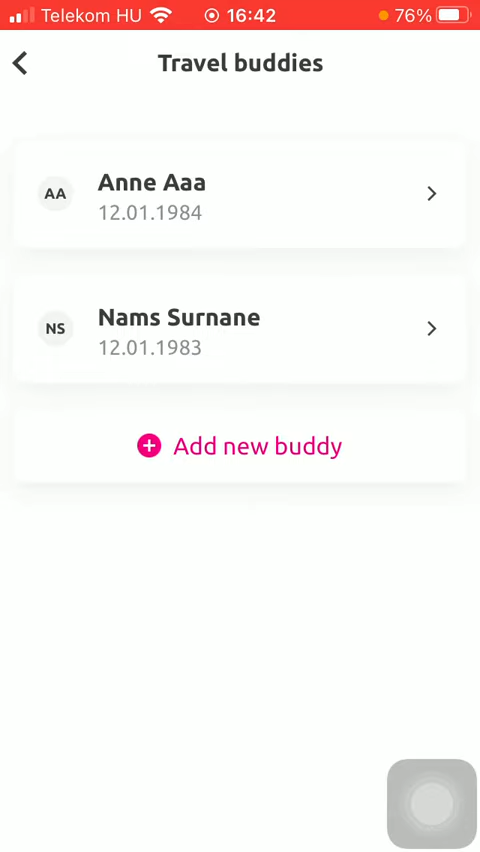 Telekom HU 16:42 76%
Travel buddies
AA Anne Aaa
12.01.1984
NS Nams Surnane
12.01.1983
Add new buddy